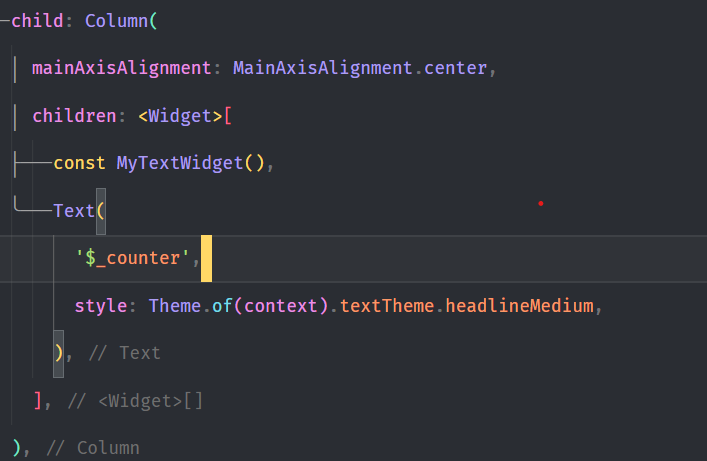 child: Column(
mainAxisAlignment: MainAxisAlignment.center,
children: <Widget>[
const MyTextWidget(),
Text(
'$_counter',
style: Theme.of(context).textTheme.headlineMedium,
), // Text
], // <Widget>[]
), // Column